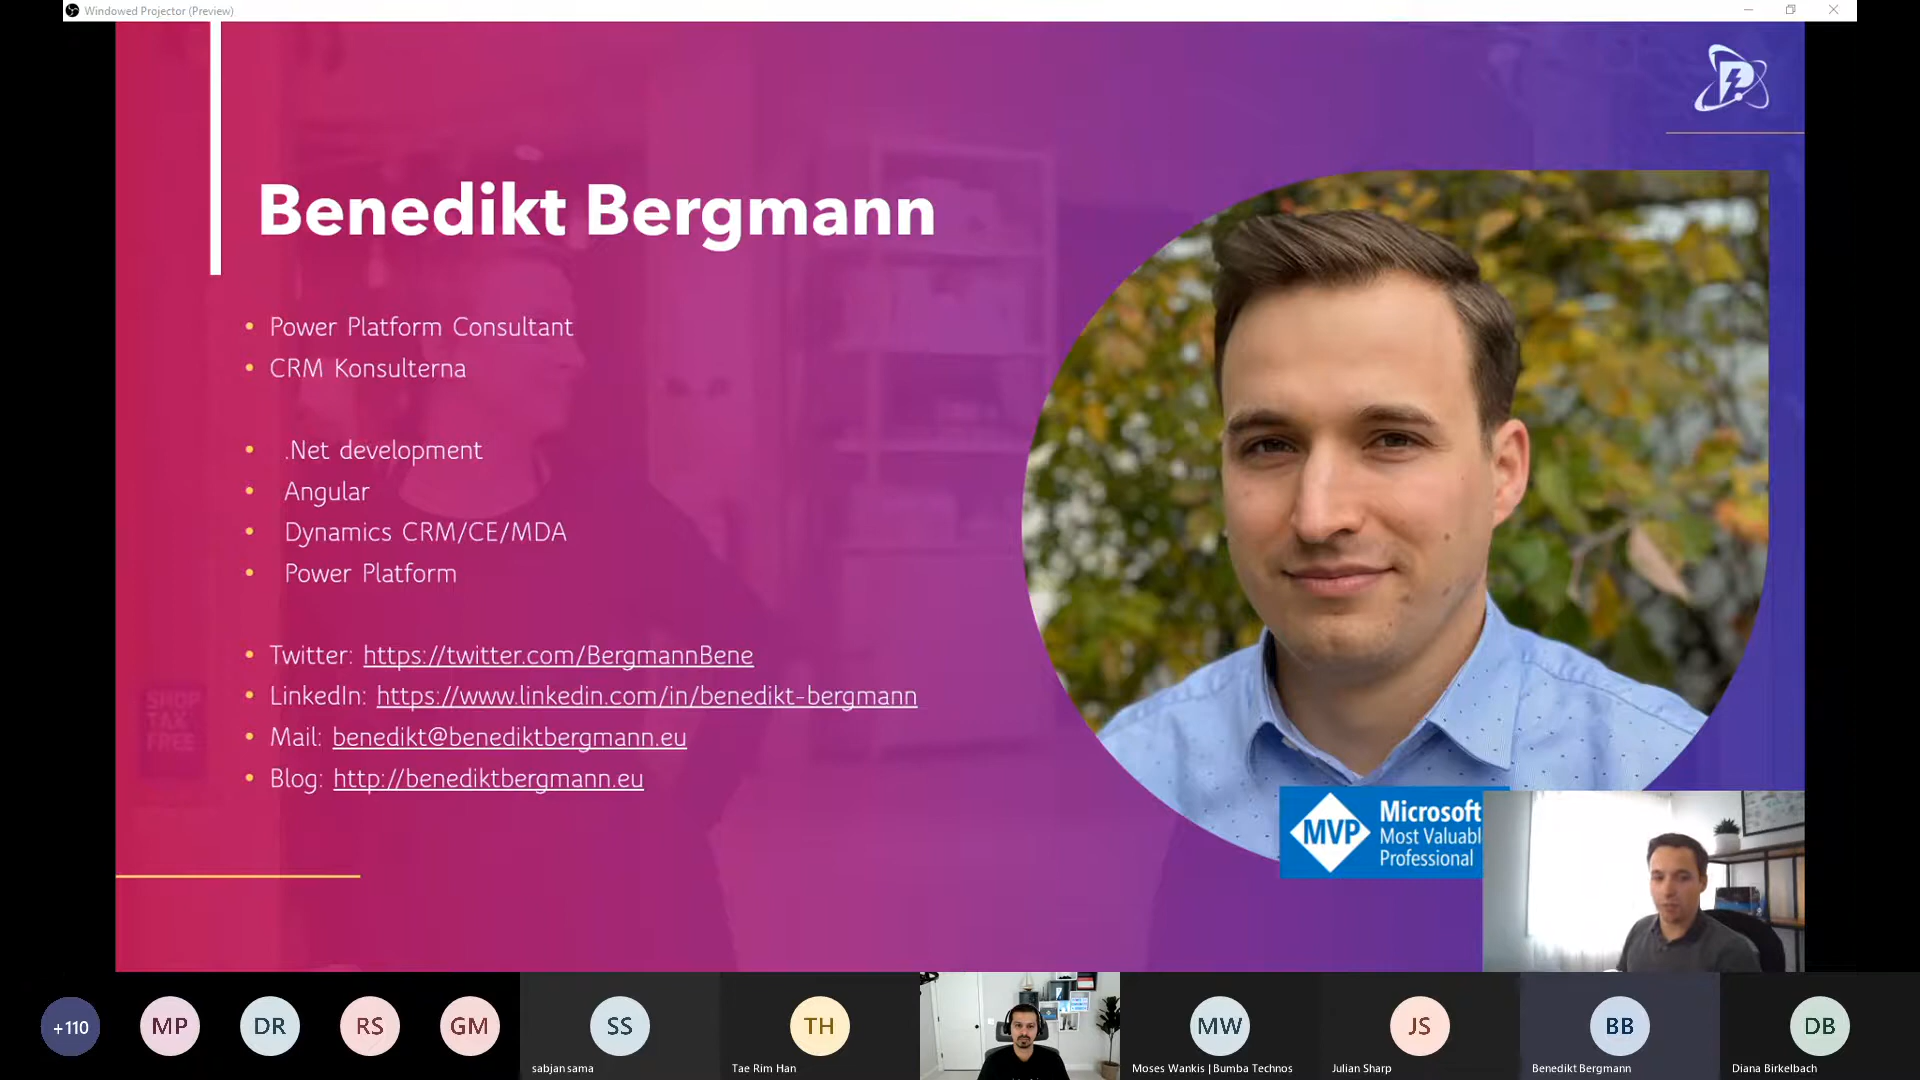 Windowed Projector (Preview)
Benedikt Bergmann
Power Platform Consultant
CRM Konsulterna
.Net development
Angular
Dynamics CRM/CE/MDA
Power Platform
Twitter: https://twitter.com/BergmannBene
LinkedIn: https://www.linkedin.com/in/benedikt-bergmann
Mail: benedikt@benediktbergmann.eu
Blog: http://benediktbergmann.eu
SHOP
TAX
FREE
MVP
Microsoft
Most Valuabl
Professional
+110
MP
DR
RS
GM
SS
TH
MW
JS
BB
DB
sabjan sama
Tae Rim Han
Moses Wankis | Bumba Technos
Julian Sharp
Benedikt Bergmann
Diana Birkelbach